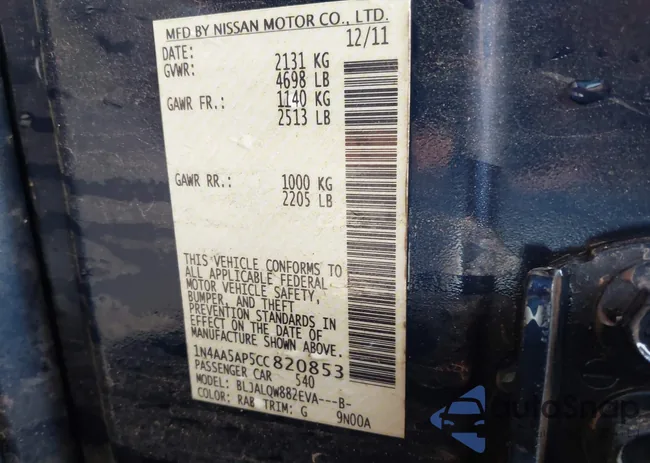 MFD BY NISSAN MOTOR CO., LTD.
DATE: 12/11
GVWR: 2131 KG
4698 LB
GAWR FR.: 1140 KG
2513 LB
GAWR RR.: 1000 KG
2205 LB
THIS VEHICLE CONFORMS TO
ALL APPLICABLE FEDERAL
MOTOR VEHICLE SAFETY,
BUMPER, AND THEFT
PREVENTION STANDARDS IN
EFFECT ON THE DATE OF
MANUFACTURE SHOWN ABOVE.
1N4AA5AP5CC820853
PASSENGER CAR 540
MODEL: BLJALQW882EVA---B-
COLOR: RAB TRIM: G 9N00A
QuiaSnap